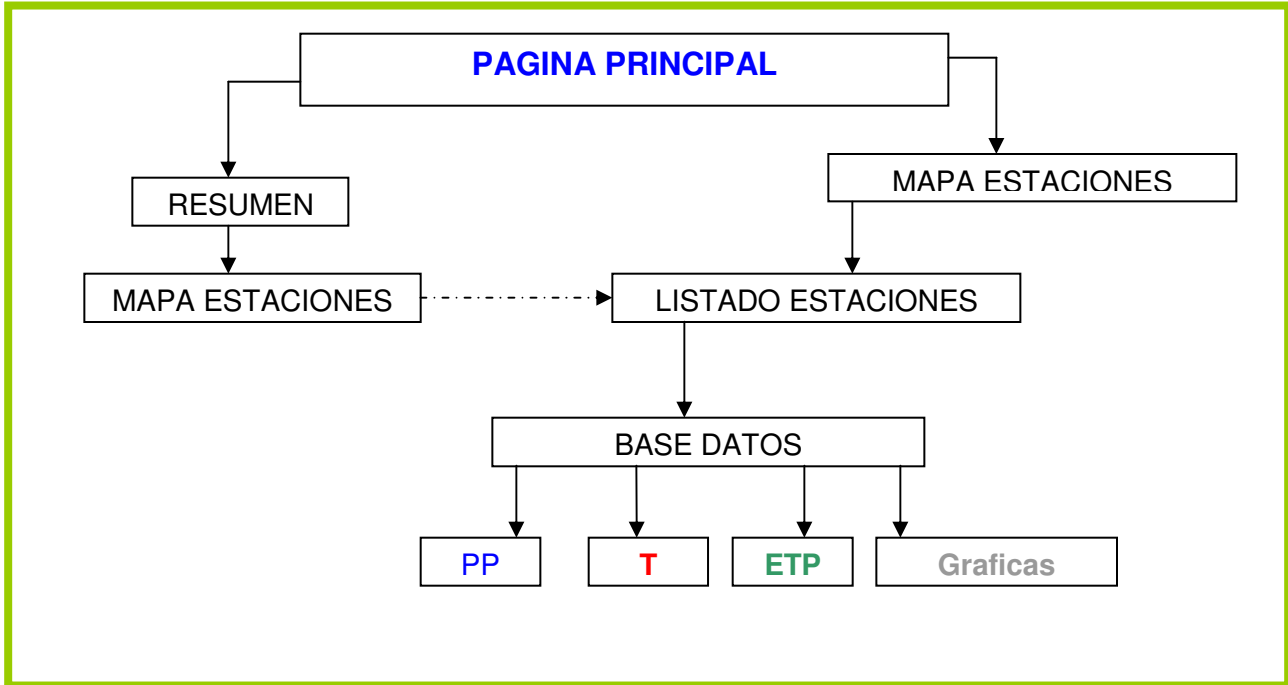 PAGINA PRINCIPAL
MAPA ESTACIONES
RESUMEN
MAPA ESTACIONES
LISTADO ESTACIONES
BASE DATOS
PP
T
ETP
Graficas